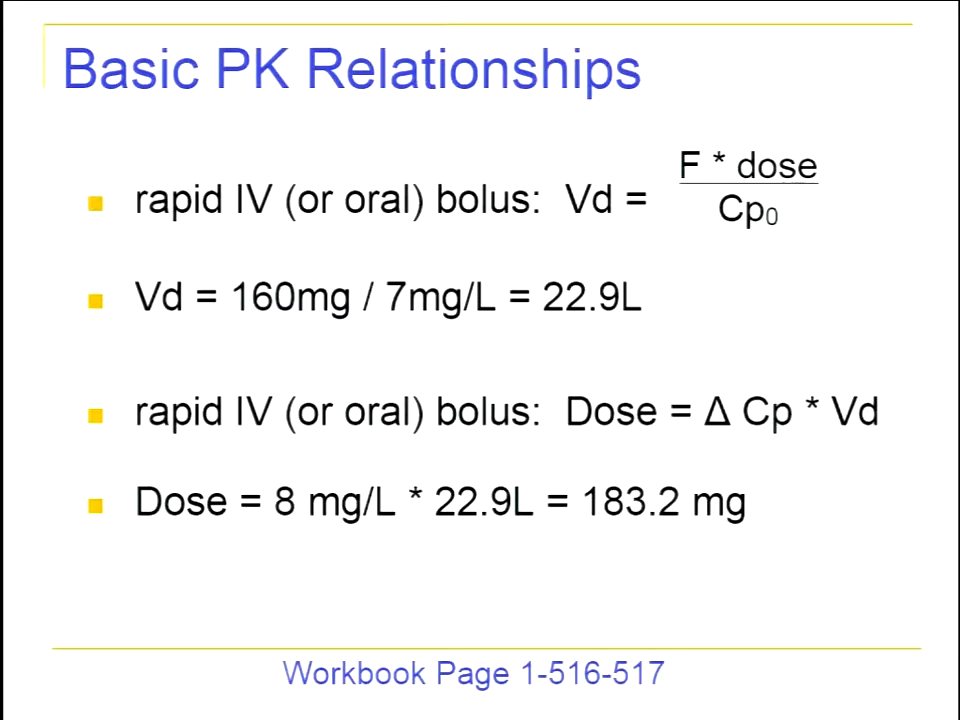 Basic PK Relationships
rapid IV (or oral) bolus: Vd = F * dose
Cp₀
Vd = 160mg / 7mg/L = 22.9L
rapid IV (or oral) bolus: Dose = Δ Cp * Vd
Dose = 8 mg/L * 22.9L = 183.2 mg
Workbook Page 1-516-517